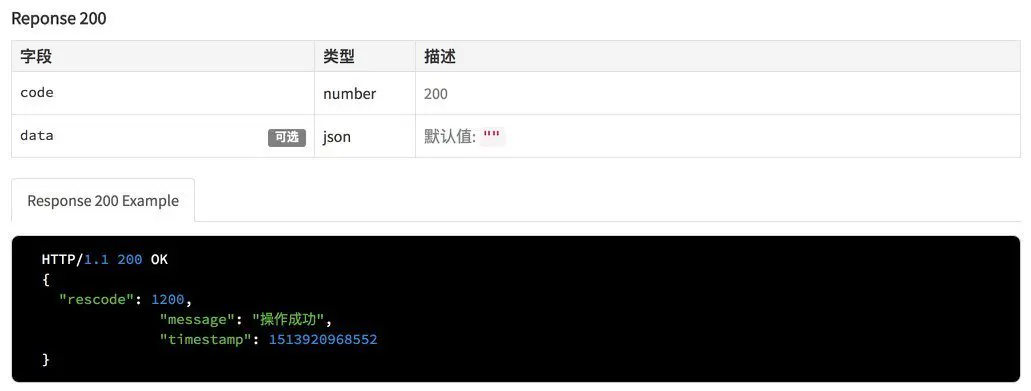 Reponse 200
字段 类型 描述
code number 200
data 可选 json 默认值: ""
Response 200 Example
HTTP/1.1 200 OK
{
"rescode": 1200,
"message": "操作成功",
"timestamp": 1513920968552
}